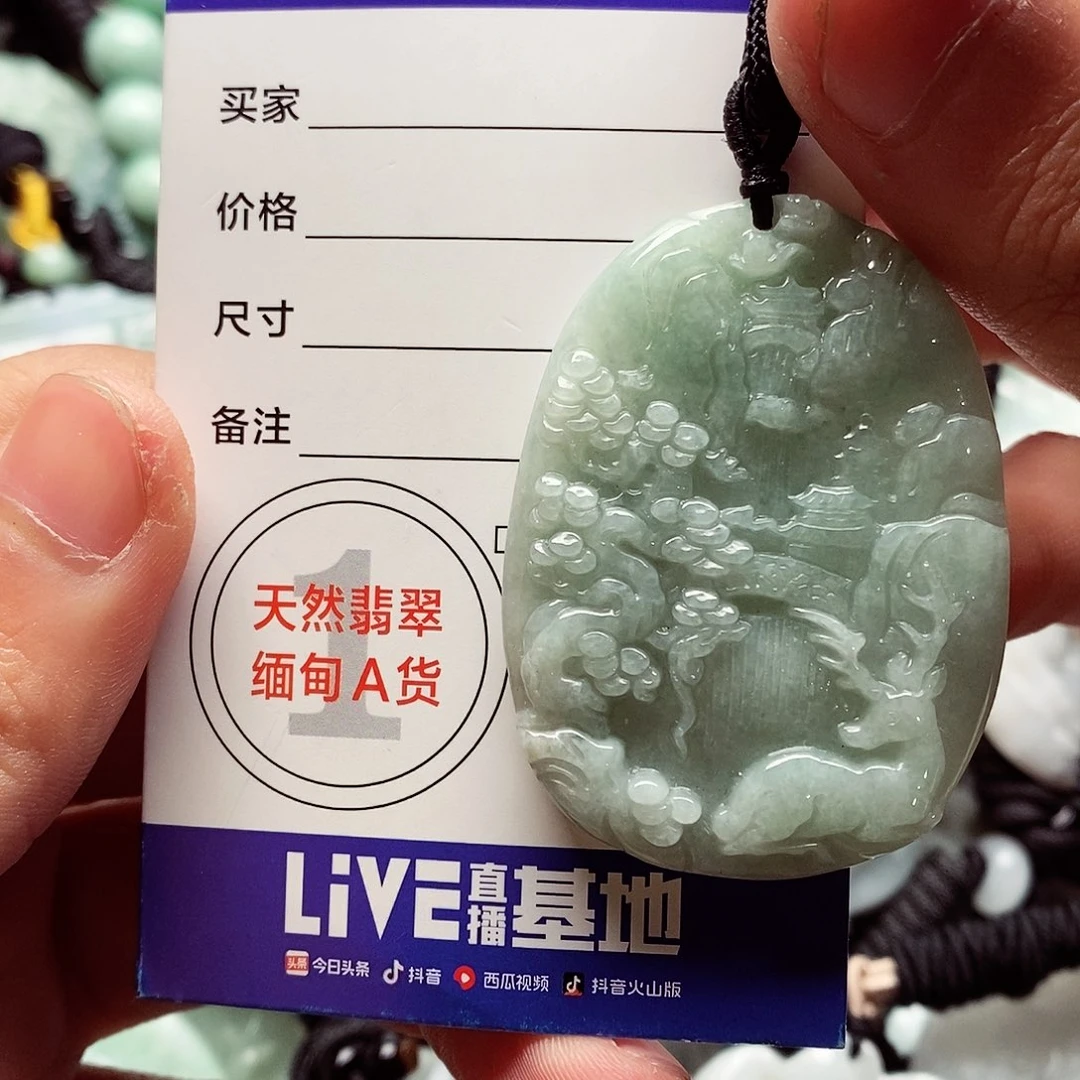 买家
价格
尺寸
备注
1
天然翡翠
缅甸A货
LiVE直播基地
头条 今日头条 抖音 西瓜视频 抖音火山版